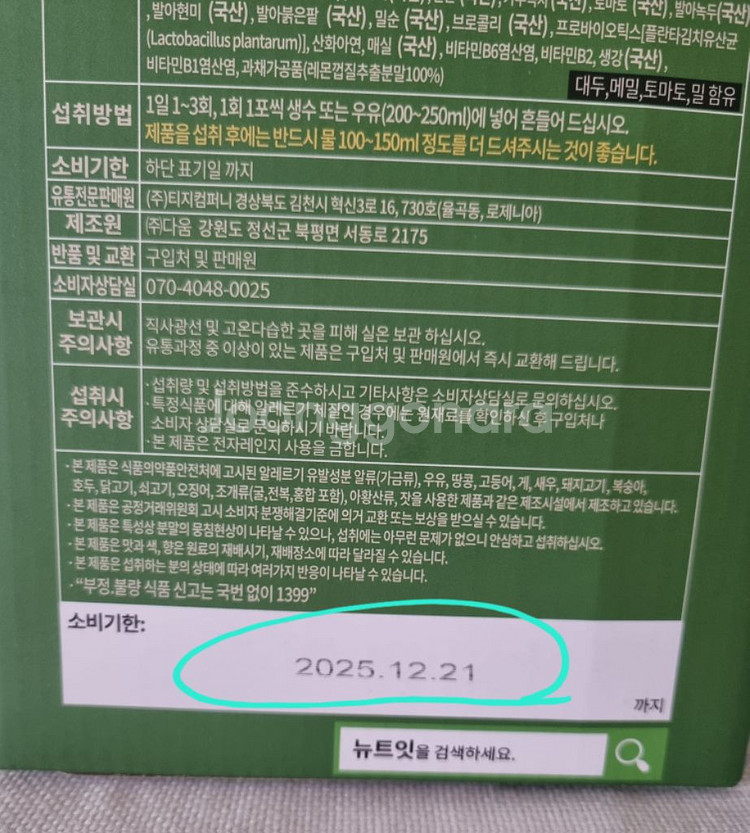 , 발아현미 (국산), 발아붉은팥 (국산), 밀순 (국산), 브로콜리 (국산), 프로바이오틱스[플란타김치유산균
(Lactobacillus plantarum)], 산화아연, 매실 (국산), 비타민B6염산염, 비타민B2, 생강(국산),
비타민B1염산염, 과채가공품(레몬껍질추출분말100%)
대두,메밀,토마토,밀 함유
섭취방법 1일 1~3회, 1회 1포씩 생수 또는 우유(200~250ml)에 넣어 흔들어 드십시오.
제품을 섭취 후에는 반드시 물 100~150ml 정도를 더 드셔주시는 것이 좋습니다.
소비기한 하단 표기일 까지
유통전문판매원 (주)티지컴퍼니 경상북도 김천시 혁신3로 16, 730호(율곡동, 로제니아)
제조원 (주)다움 강원도 정선군 북평면 서동로 2175
반품 및 교환 구입처 및 판매원
소비자상담실 070-4048-0025
보관시 주의사항 직사광선 및 고온다습한 곳을 피해 실온 보관 하십시오.
유통과정 중 이상이 있는 제품은 구입처 및 판매원에서 즉시 교환해 드립니다.
섭취시 주의사항 · 섭취량 및 섭취방법을 준수하시고 기타사항은 소비자상담실로 문의하십시오.
· 특정식품에 대해 알레르기 체질인 경우에는 원재료를 확인하신 후 구입처나
소비자 상담실로 문의하시기 바랍니다.
· 본 제품은 전자레인지 사용을 금합니다.
joonggonara
· 본 제품은 식품의약품안전처에 고시된 알레르기 유발성분 알류(가금류), 우유, 땅콩, 고등어, 게, 새우, 돼지고기, 복숭아,
호두, 닭고기, 쇠고기, 오징어, 조개류(굴,전복,홍합 포함), 아황산류, 잣을 사용한 제품과 같은 제조시설에서 제조하고 있습니다.
· 본 제품은 공정거래위원회 고시 소비자 분쟁해결기준에 의거 교환 또는 보상을 받으실 수 있습니다.
· 본 제품은 특성상 분말의 뭉침현상이 나타날 수 있으나, 섭취에는 아무런 문제가 없으니 안심하고 섭취하십시오.
· 본 제품은 맛과 색, 향은 원료의 재배시기, 재배장소에 따라 달라질 수 있습니다.
· 본 제품은 섭취하는 분의 상태에 따라 여러가지 반응이 나타날 수 있습니다.
· “부정.불량 식품 신고는 국번 없이 1399”
소비기한:
2025.12.21
까지
뉴트잇을 검색하세요.